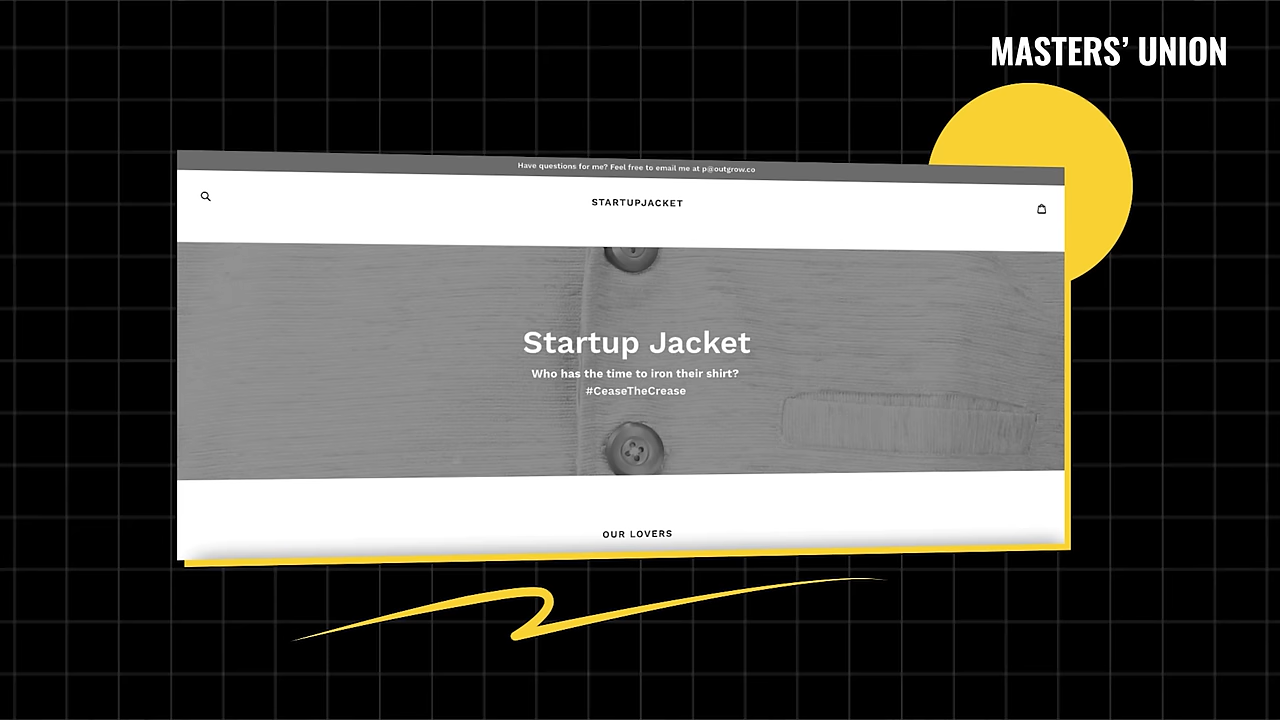 MASTERS' UNION
Have questions for me? Feel free to email me at p@outgrow.co
STARTUPJACKET
Startup Jacket
Who has the time to iron their shirt?
#CeaseTheCrease
OUR LOVERS